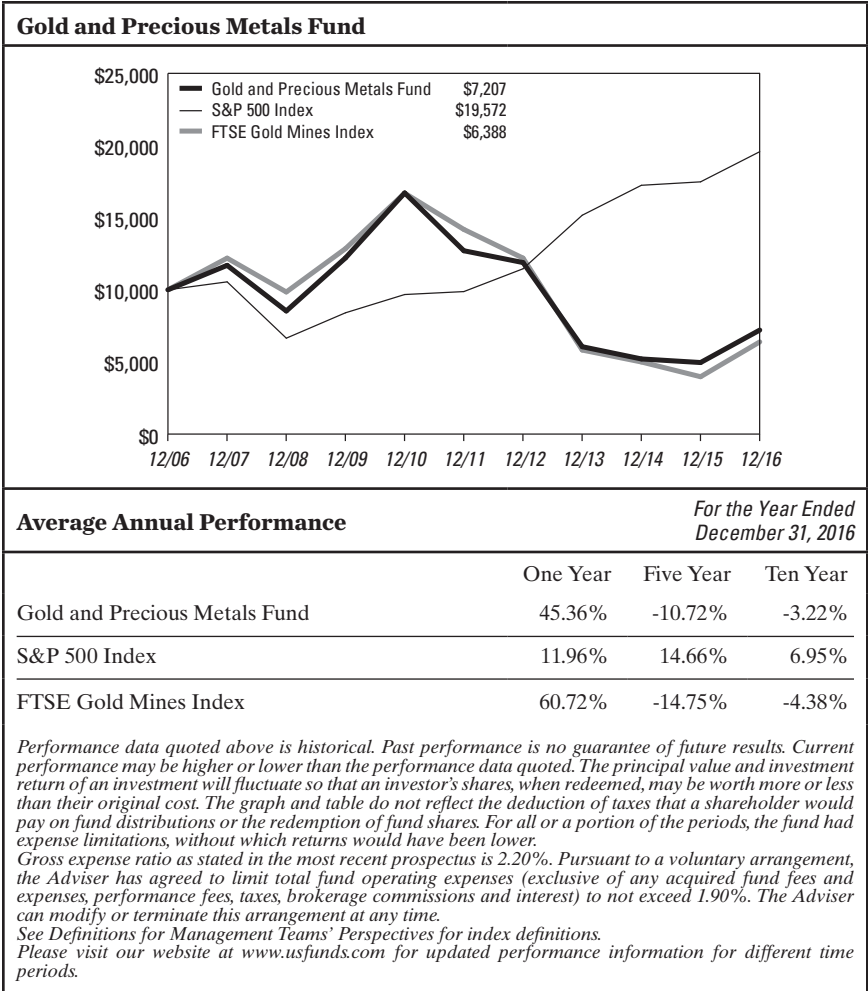 Gold and Precious Metals Fund
$25,000
$20,000
$15,000
$10,000
$5,000
$0
Gold and Precious Metals Fund $7,207
S&P 500 Index $19,572
FTSE Gold Mines Index $6,388
12/06 12/07 12/08 12/09 12/10 12/11 12/12 12/13 12/14 12/15 12/16
Average Annual Performance
For the Year Ended
December 31, 2016
One Year Five Year Ten Year
Gold and Precious Metals Fund 45.36% -10.72% -3.22%
S&P 500 Index 11.96% 14.66% 6.95%
FTSE Gold Mines Index 60.72% -14.75% -4.38%
Performance data quoted above is historical. Past performance is no guarantee of future results. Current
performance may be higher or lower than the performance data quoted. The principal value and investment
return of an investment will fluctuate so that an investor's shares, when redeemed, may be worth more or less
than their original cost. The graph and table do not reflect the deduction of taxes that a shareholder would
pay on fund distributions or the redemption of fund shares. For all or a portion of the periods, the fund had
expense limitations, without which returns would have been lower.
Gross expense ratio as stated in the most recent prospectus is 2.20%. Pursuant to a voluntary arrangement,
the Adviser has agreed to limit total fund operating expenses (exclusive of any acquired fund fees and
expenses, performance fees, taxes, brokerage commissions and interest) to not exceed 1.90%. The Adviser
can modify or terminate this arrangement at any time.
See Definitions for Management Teams' Perspectives for index definitions.
Please visit our website at www.usfunds.com for updated performance information for different time
periods.